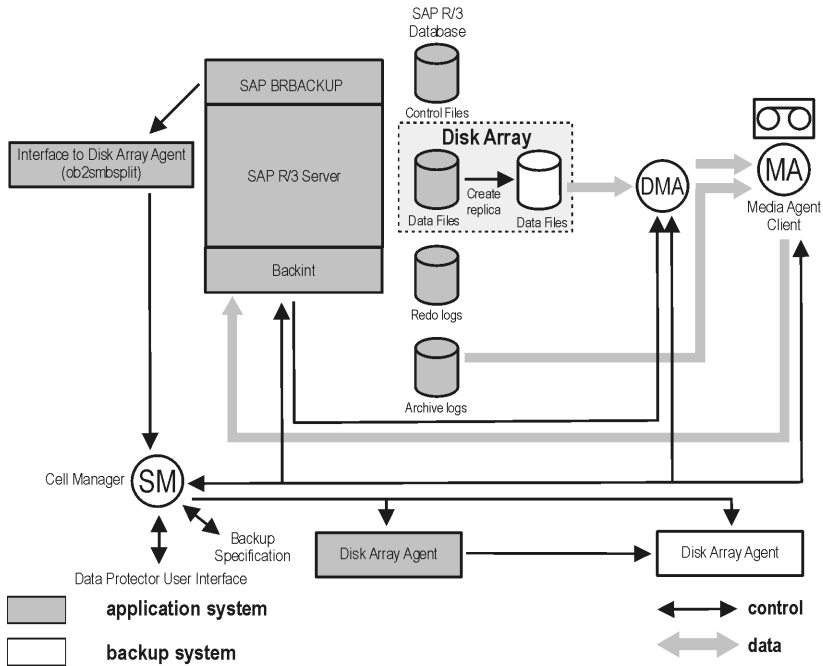 SAP R/3
Database
SAP BRBACKUP
Control Files
Disk Array
Interface to Disk Array Agent
(ob2smbsplit)
SAP R/3 Server
Create
replica
Data Files
Data Files
DMA
MA
Media Agent
Client
Backint
Redo logs
Archive logs
Cell Manager
SM
Backup
Specification
Data Protector User Interface
Disk Array Agent
Disk Array Agent
application system
backup system
control
data